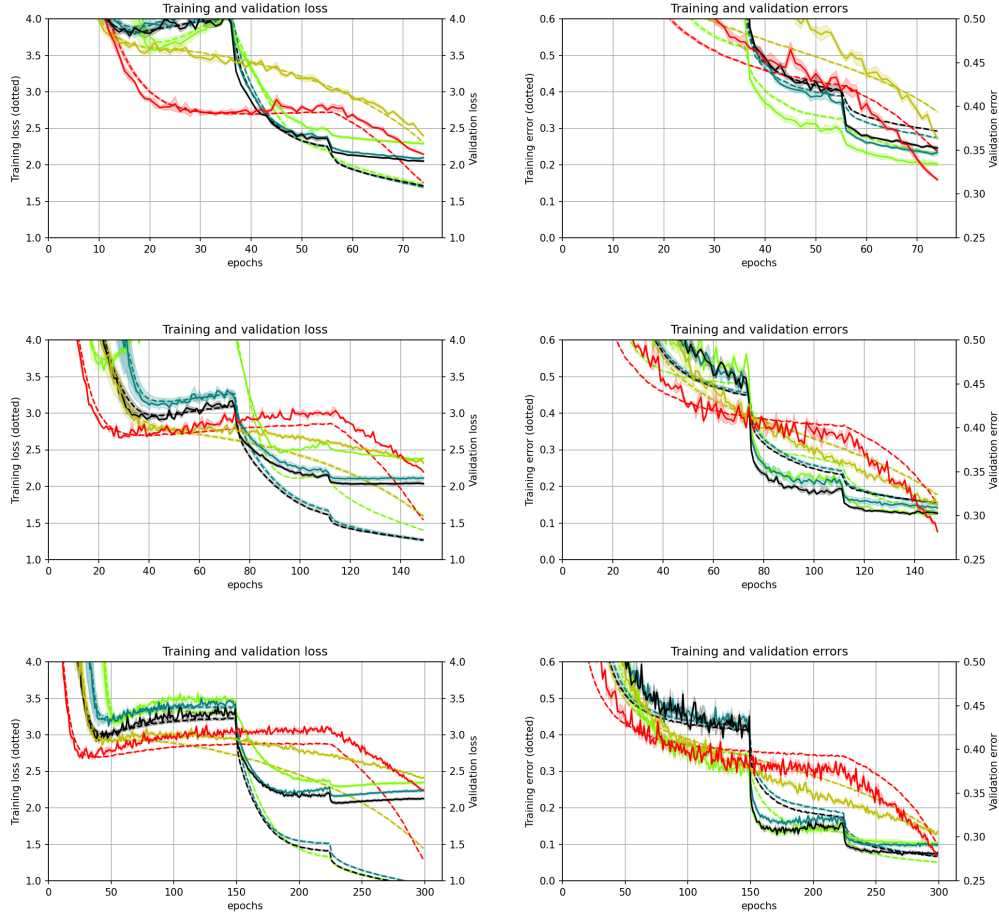 Training and validation loss
Training loss (dotted)
4.0
3.5
3.0
2.5
2.0
1.5
1.0
0 10 20 30 40 50 60 70
epochs
4.0
3.5
3.0
2.5
2.0
1.5
1.0
Validation loss
Training and validation errors
Training error (dotted)
0.6
0.5
0.4
0.3
0.2
0.1
0.0
0 10 20 30 40 50 60 70
epochs
0.50
0.45
0.40
0.35
0.30
Validation error
Training and validation loss
Training loss (dotted)
4.0
3.5
3.0
2.5
2.0
1.5
1.0
0 20 40 60 80 100 120 140
epochs
4.0
3.5
3.0
2.5
2.0
1.5
1.0
Validation loss
Training and validation errors
Training error (dotted)
0.6
0.5
0.4
0.3
0.2
0.1
0.0
0 20 40 60 80 100 120 140
epochs
0.50
0.45
0.40
0.35
0.30
0.25
Validation error
Training and validation loss
Training loss (dotted)
4.0
3.5
3.0
2.5
2.0
1.5
1.0
0 50 100 150 200 250 300
epochs
4.0
3.5
3.0
2.5
2.0
1.5
1.0
Validation loss
Training and validation errors
Training error (dotted)
0.6
0.5
0.4
0.3
0.2
0.1
0.0
0 50 100 150 200 250 300
epochs
0.50
0.45
0.40
0.35
0.30
0.25
Validation error